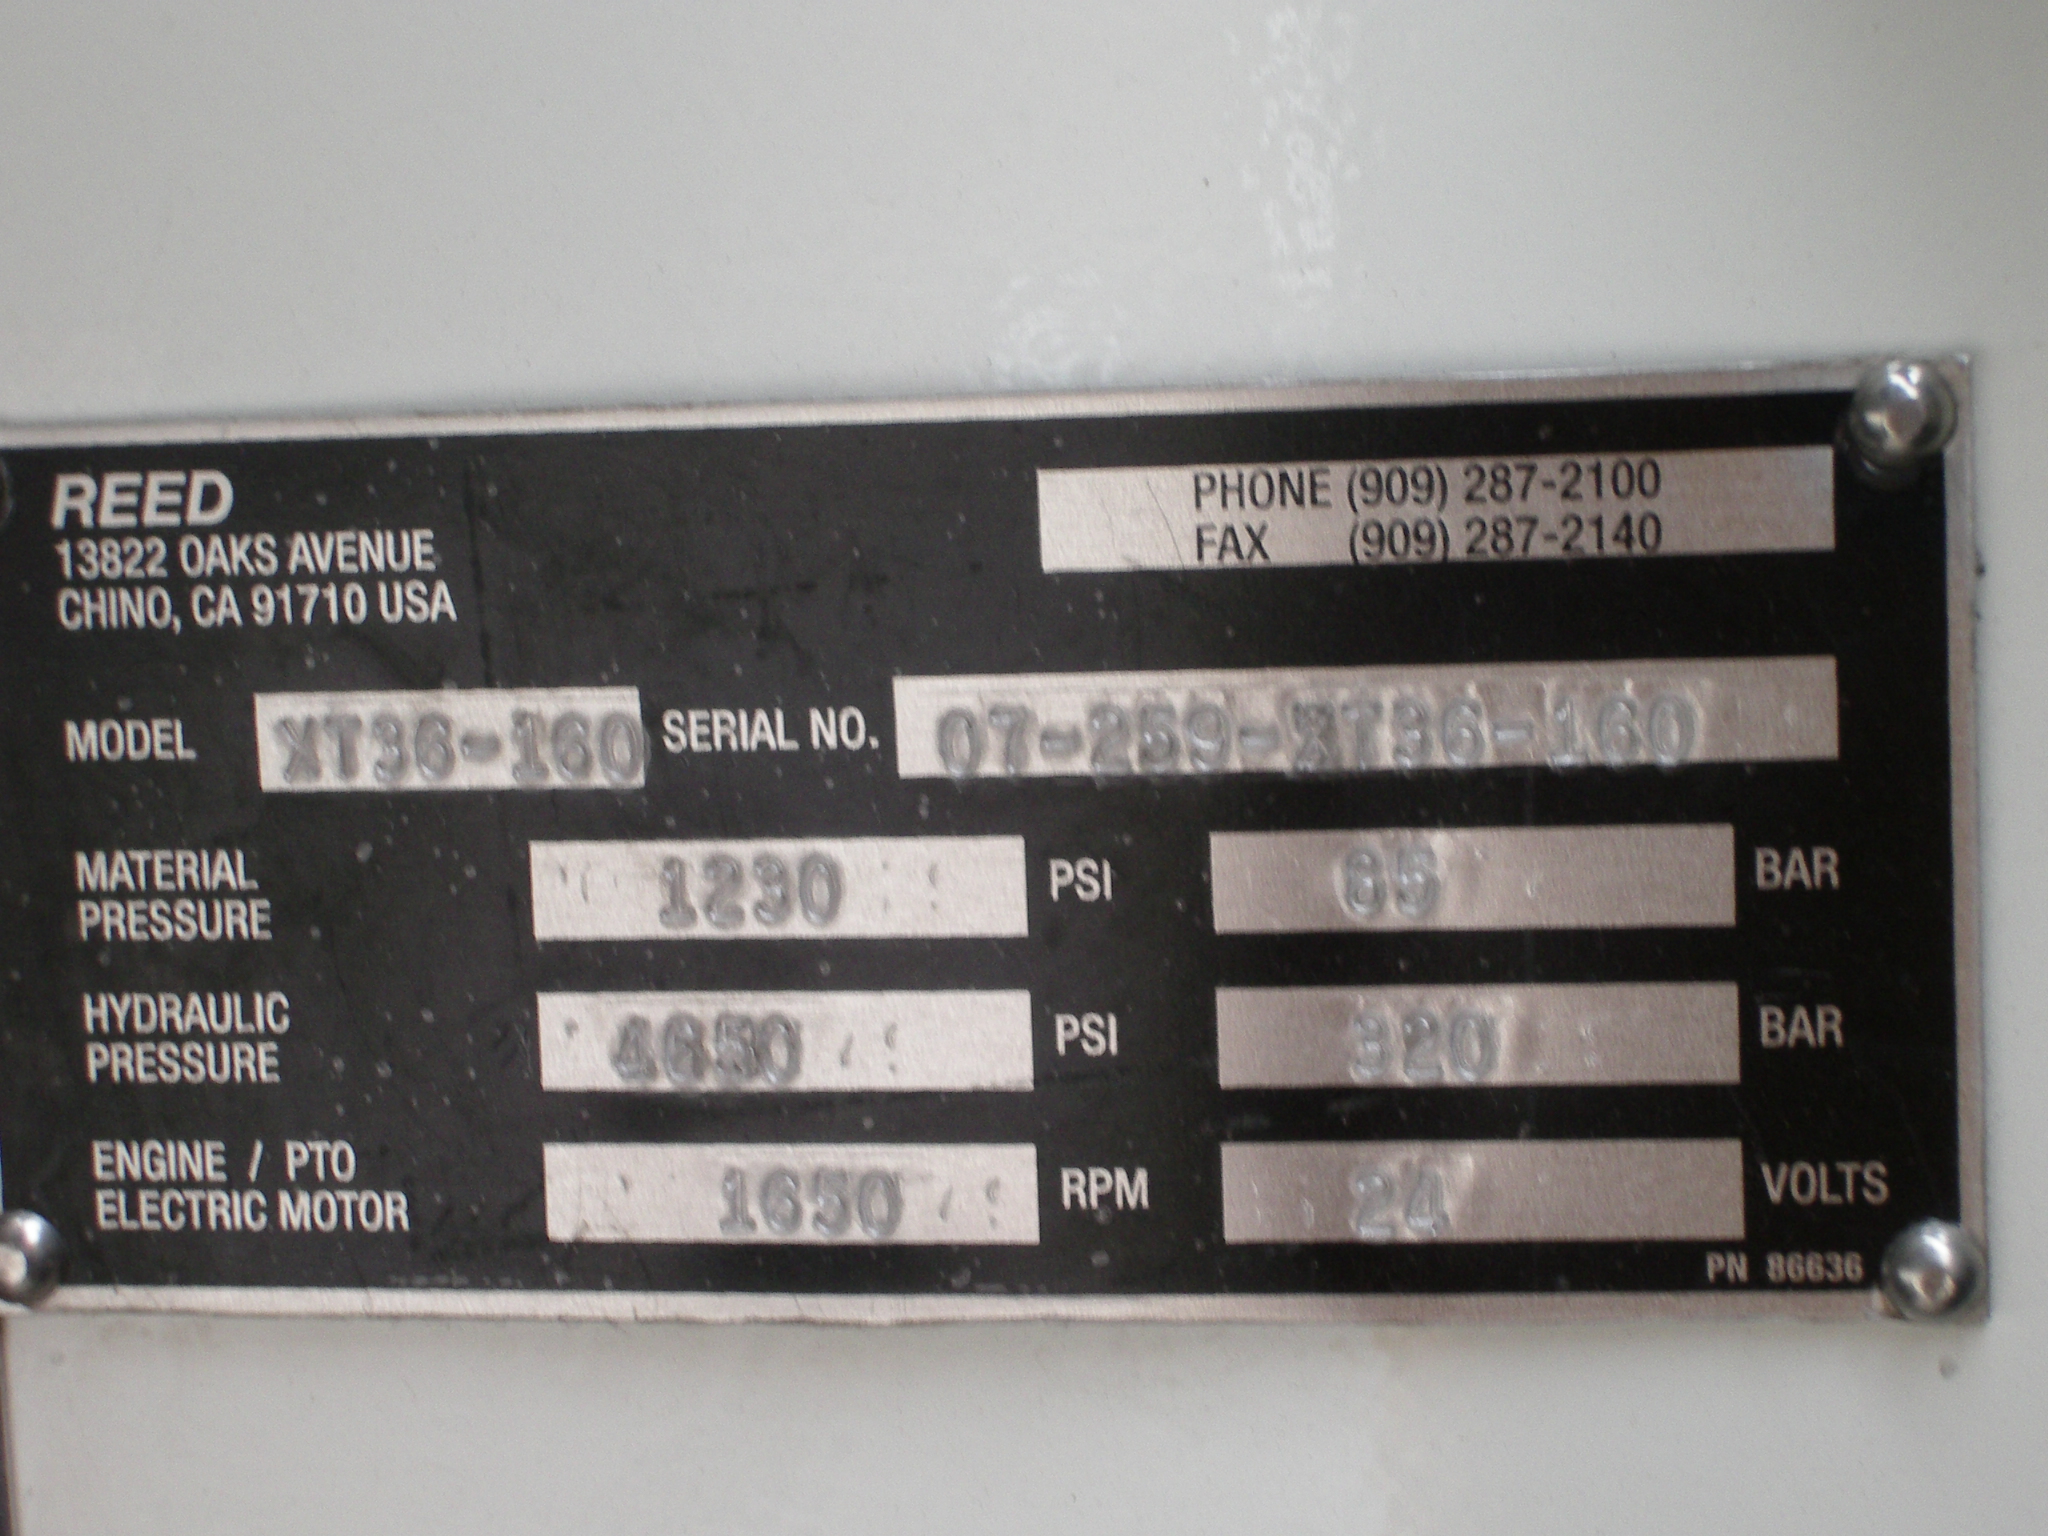 REED
13822 OAKS AVENUE
CHINO, CA 91710 USA
PHONE (909) 287-2100
FAX (909) 287-2140
MODEL XT36-160 SERIAL NO. 07-259-XT36-160
MATERIAL PRESSURE 1230 PSI 85 BAR
HYDRAULIC PRESSURE 4650 PSI 320 BAR
ENGINE / PTO
ELECTRIC MOTOR 1650 RPM 24 VOLTS
PN 86636